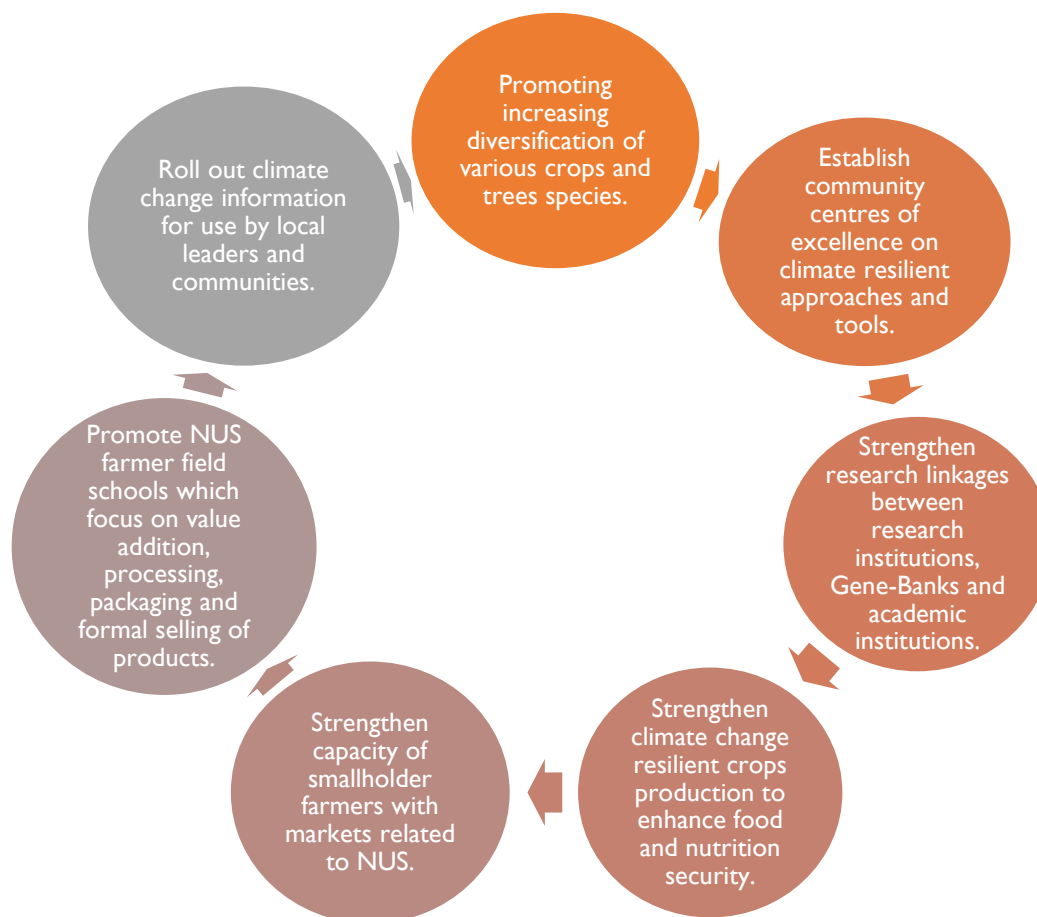 Promoting
increasing
diversification of
various crops and
trees species.
Establish
community
centres of
excellence on
climate resilient
approaches and
tools.
Strengthen
research linkages
between
research
institutions,
Gene-Banks and
academic
institutions.
Strengthen
climate change
resilient crops
production to
enhance food
and nutrition
security.
Strengthen
capacity of
smallholder
farmers with
markets related
to NUS.
Promote NUS
farmer field
schools which
focus on value
addition,
processing,
packaging and
formal selling of
products.
Roll out climate
change information
for use by local
leaders and
communities.